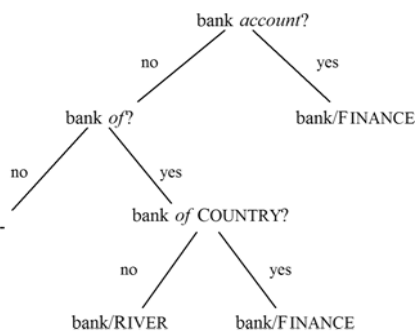 bank account?
no yes
bank of? bank/FINANCE
no yes
bank of COUNTRY?
no yes
bank/RIVER bank/FINANCE